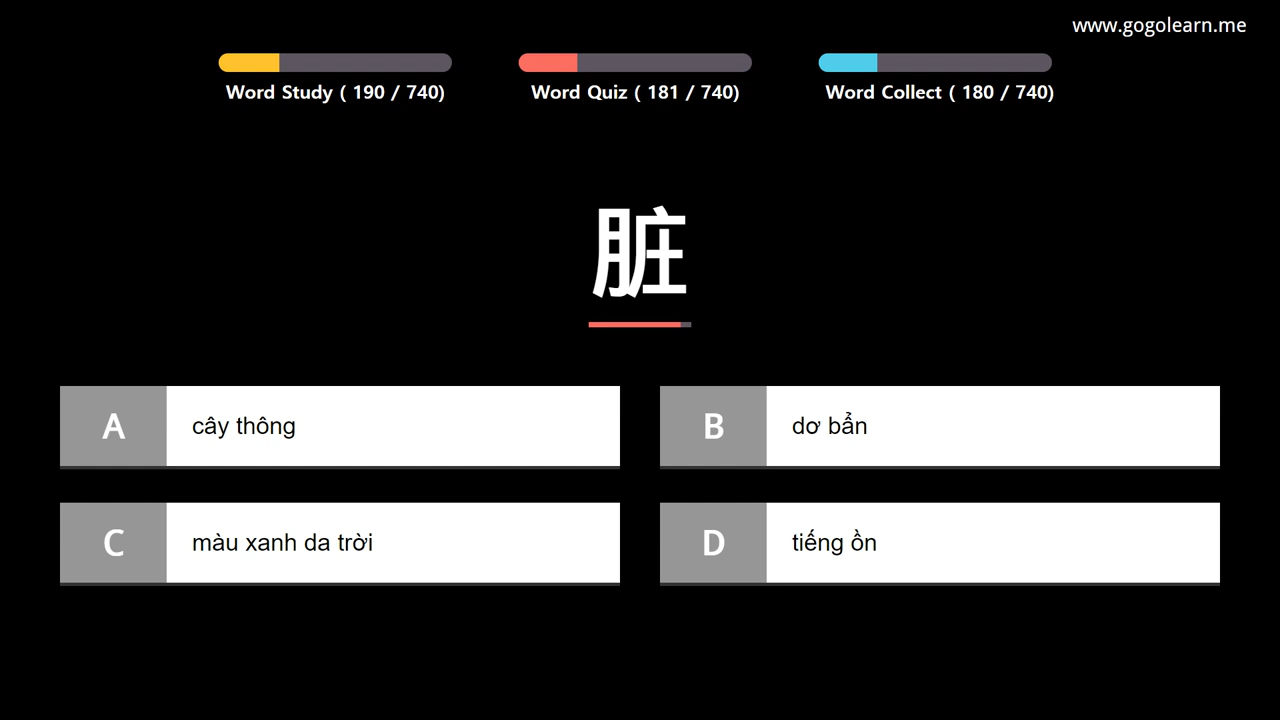 www.gogolearn.me
Word Study ( 190 / 740)
Word Quiz ( 181 / 740)
Word Collect ( 180 / 740)
脏
A cây thông
B dơ bẩn
C màu xanh da trời
D tiếng ồn